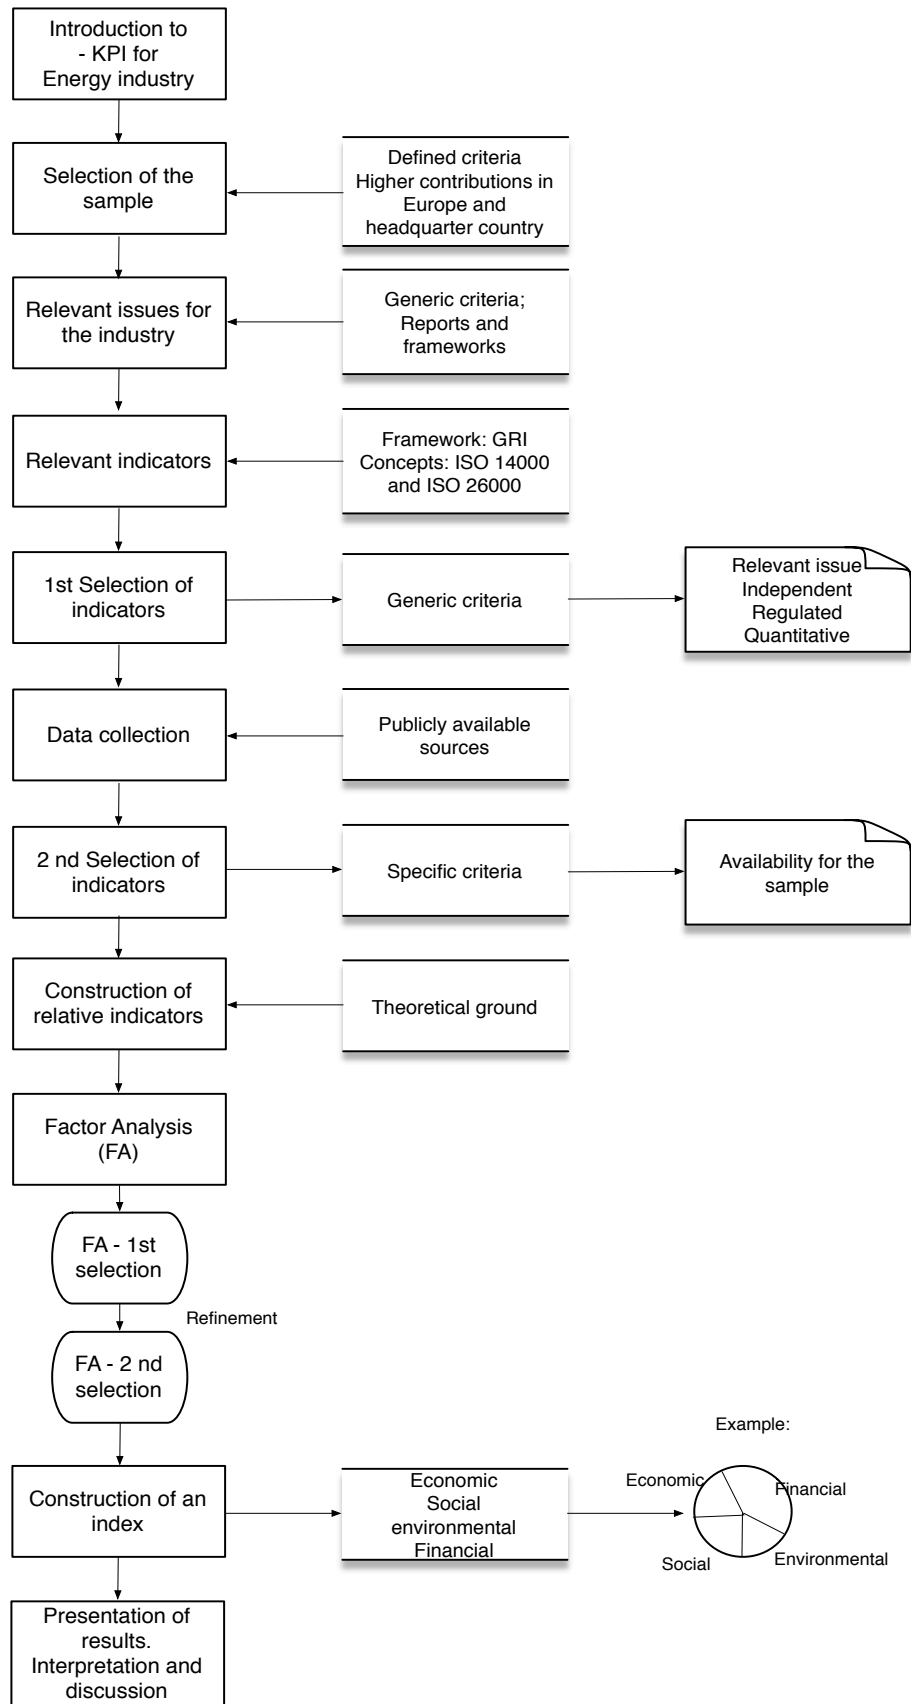 Introduction to
- KPI for
Energy industry
Selection of the
sample
Defined criteria
Higher contributions in
Europe and
headquarter country
Relevant issues for
the industry
Generic criteria;
Reports and
frameworks
Relevant indicators
Framework: GRI
Concepts: ISO 14000
and ISO 26000
1st Selection of
indicators
Generic criteria
Relevant issue
Independent
Regulated
Quantitative
Data collection
Publicly available
sources
2 nd Selection of
indicators
Specific criteria
Availability for the
sample
Construction of
relative indicators
Theoretical ground
Factor Analysis
(FA)
FA - 1st
selection
Refinement
FA - 2 nd
selection
Construction of an
index
Economic
Social
environmental
Financial
Example:
Economic
Financial
Social
Environmental
Presentation of
results.
Interpretation and
discussion